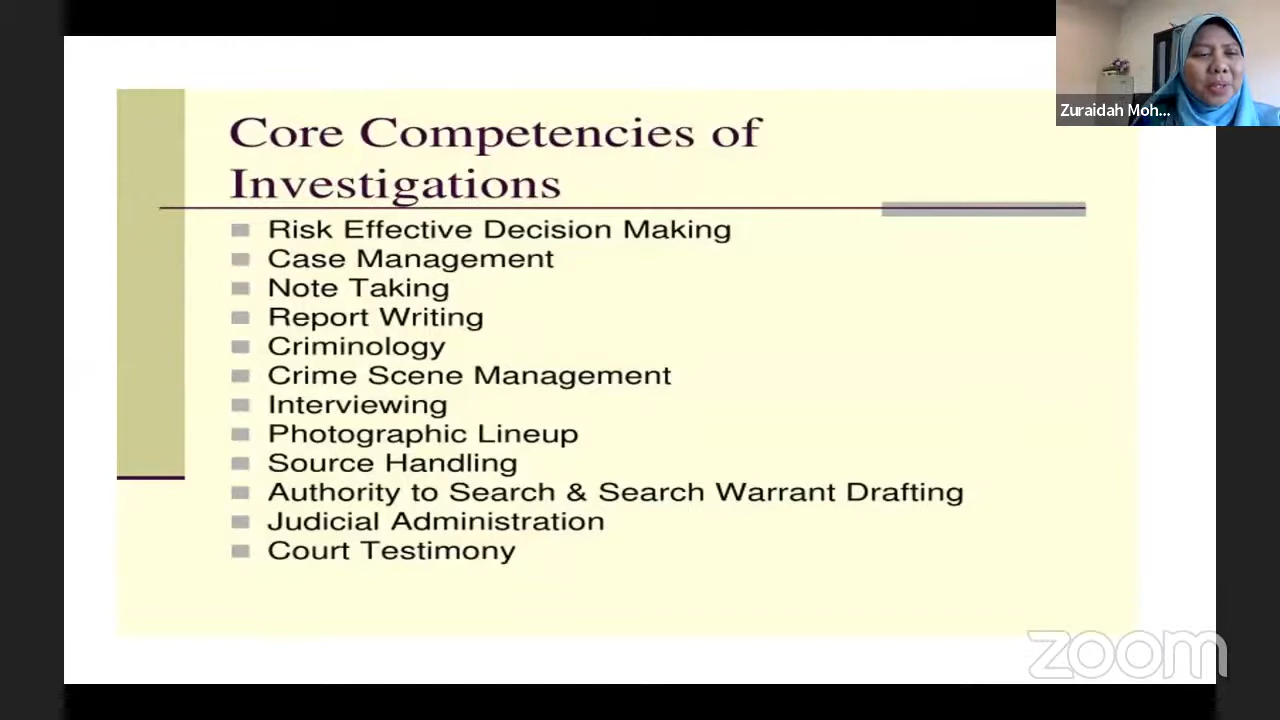 Core Competencies of
Investigations
Risk Effective Decision Making
Case Management
Note Taking
Report Writing
Criminology
Crime Scene Management
Interviewing
Photographic Lineup
Source Handling
Authority to Search & Search Warrant Drafting
Judicial Administration
Court Testimony
Zuraidah Moh...
zoom